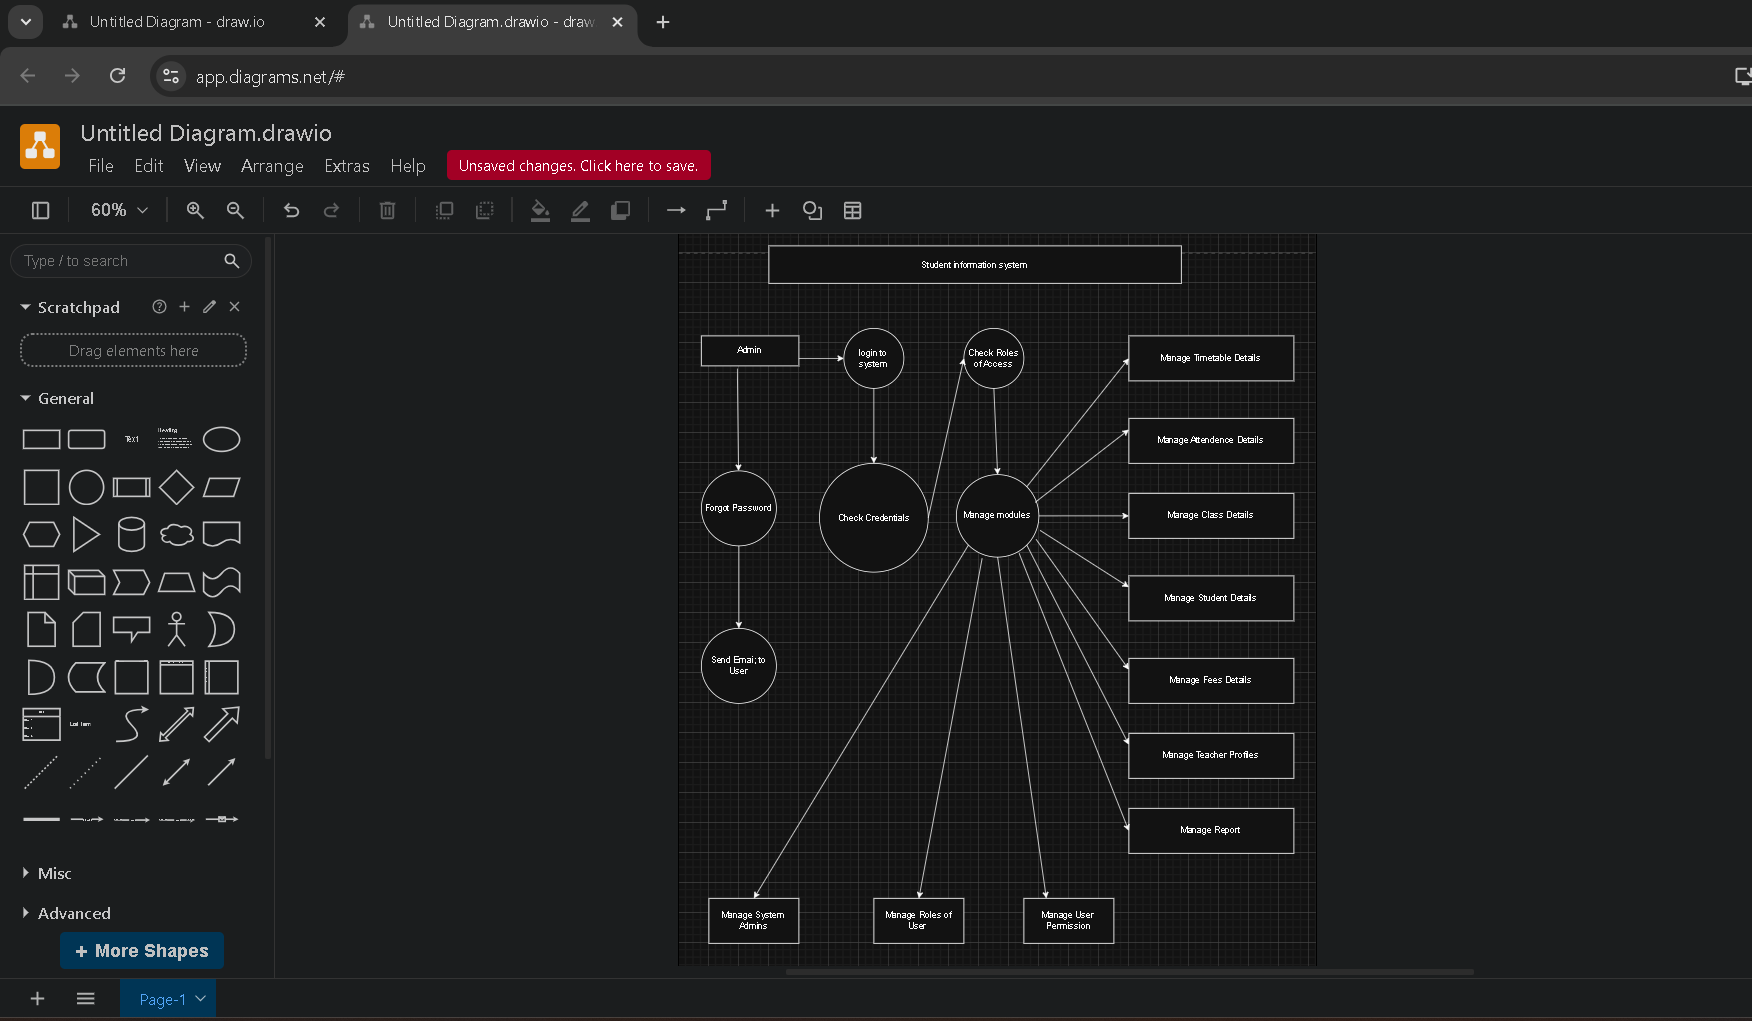 Untitled Diagram - draw.io
Untitled Diagram.drawio - draw
app.diagrams.net/#
Untitled Diagram.drawio
File Edit View Arrange Extras Help
Unsaved changes. Click here to save.
60%
Type / to search
Scratchpad
Drag elements here
General
Text
Heading
List
Item
Misc
Advanced
+ More Shapes
Page-1
Student information system
Admin
login to
system
Check Roles
of Access
Manage Timetable Details
Manage Attendence Details
Forgot Password
Check Credentials
Manage modules
Manage Class Details
Manage Student Details
Send Emai; to
User
Manage Fees Details
Manage Teacher Profiles
Manage Report
Manage System
Admins
Manage Roles of
User
Manage User
Permission